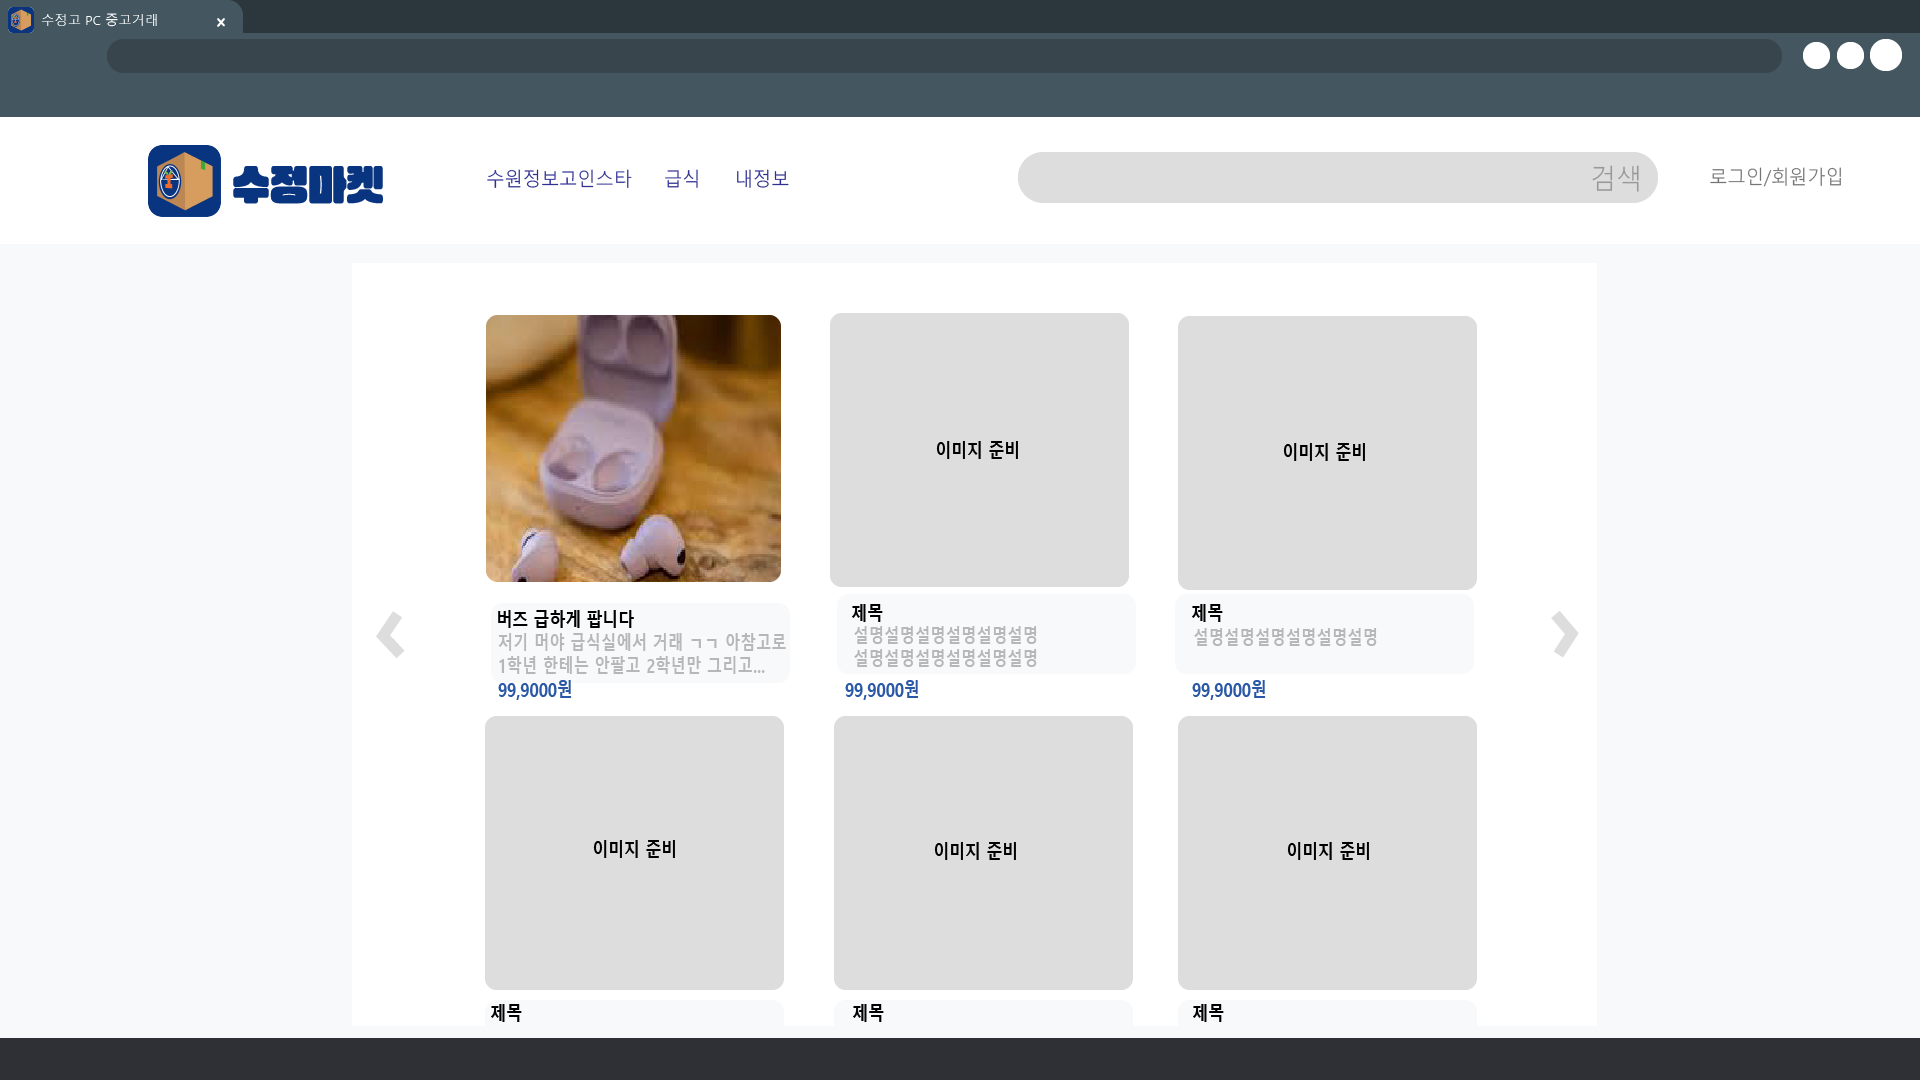 수정고 PC 중고거래
x
수정마켓
수원정보고인스타 급식 내정보
검색
로그인/회원가입
이미지 준비
이미지 준비
버즈 급하게 팝니다
저기 머야 급식실에서 거래 ㄱㄱ 아참고로
1학년 한테는 안팔고 2학년만 그리고...
99,9000원
제목
설명설명설명설명설명설명
설명설명설명설명설명설명
99,9000원
제목
설명설명설명설명설명설명
99,9000원
이미지 준비
이미지 준비
이미지 준비
제목
제목
제목